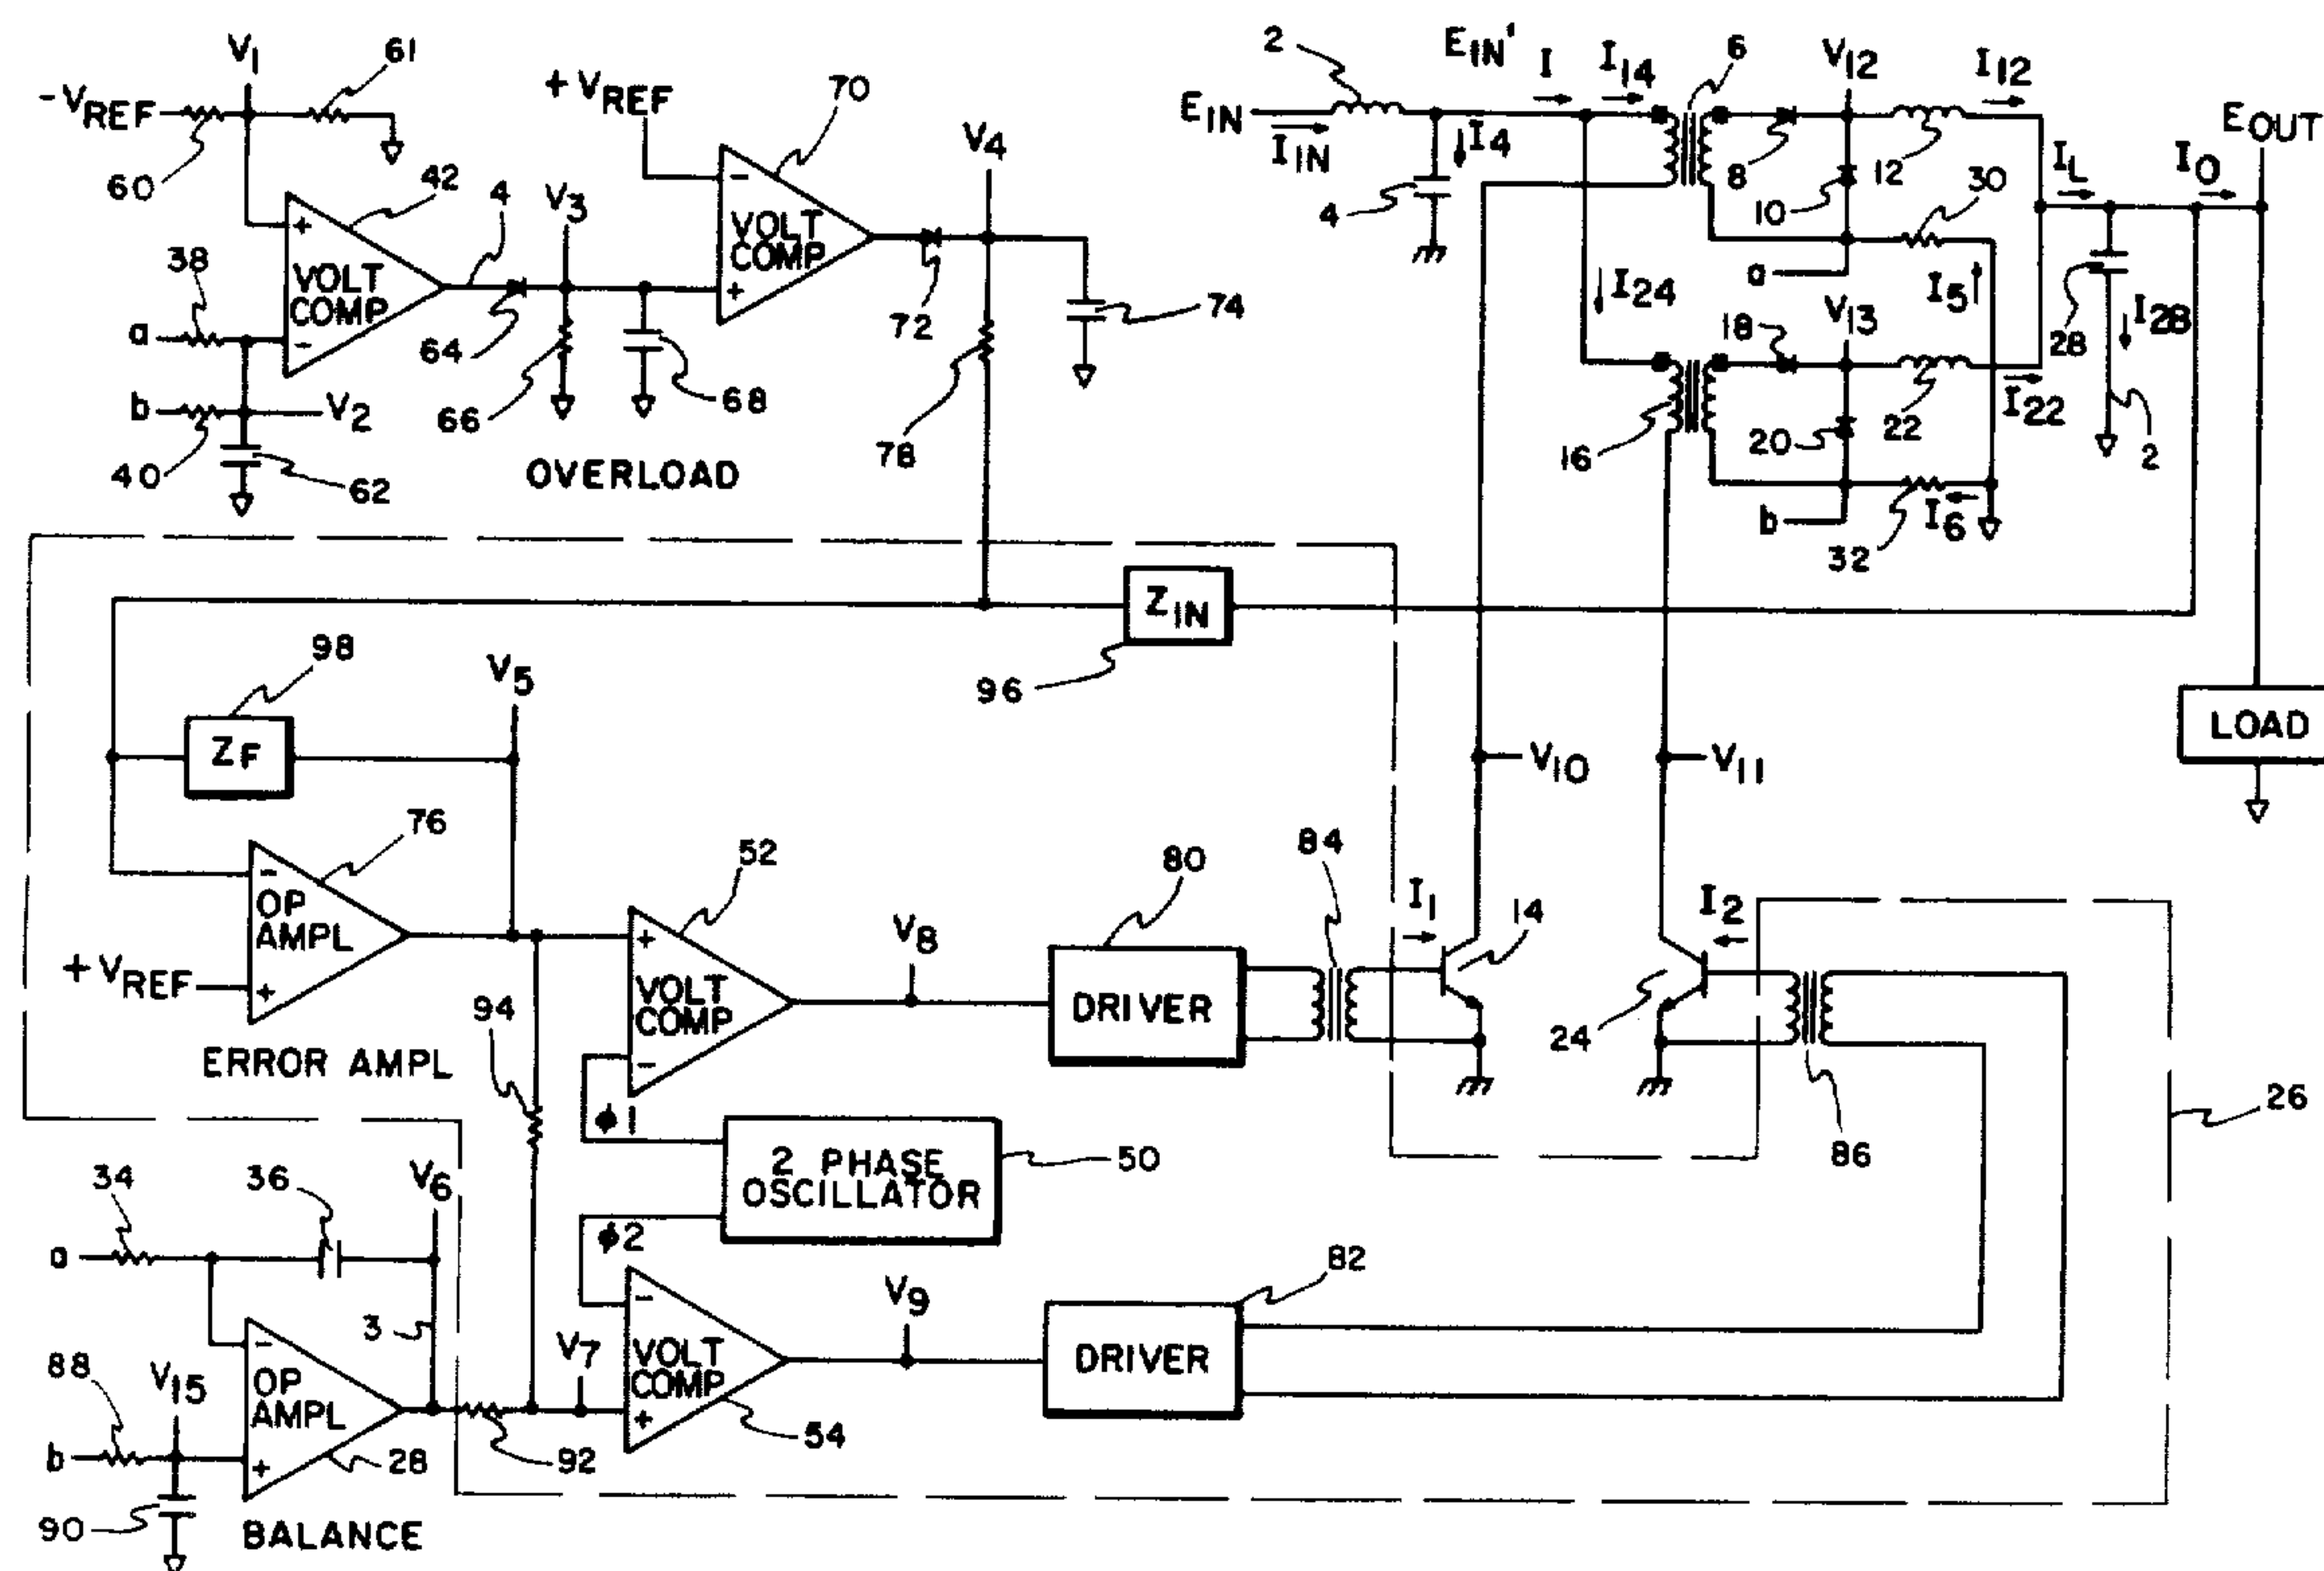 V1
61
-VREF
60
42
38
a
VOLT
COMP
b
40
V2
62
4
64
V3
66
68
OVERLOAD
+VREF
70
VOLT
COMP
72
V4
74
78
2
EIN'
I
I14
6
V12
I12
EIN
IIN
I4
4
8
10
12
30
a
IL
I0
EOUT
I24
I5
18
V13
28
I28
16
20
22
I22
2
b
I6
32
ZIN
96
LOAD
98
ZF
V5
76
OP
AMPL
+VREF
ERROR AMPL
52
VOLT
COMP
94
V8
80
DRIVER
84
V10
V11
I1
14
I2
24
86
26
ϕ1
2 PHASE
OSCILLATOR
50
ϕ2
34
36
V6
a
3
88
V15
b
OP
AMPL
28
90
BALANCE
92
V7
VOLT
COMP
54
V9
82
DRIVER